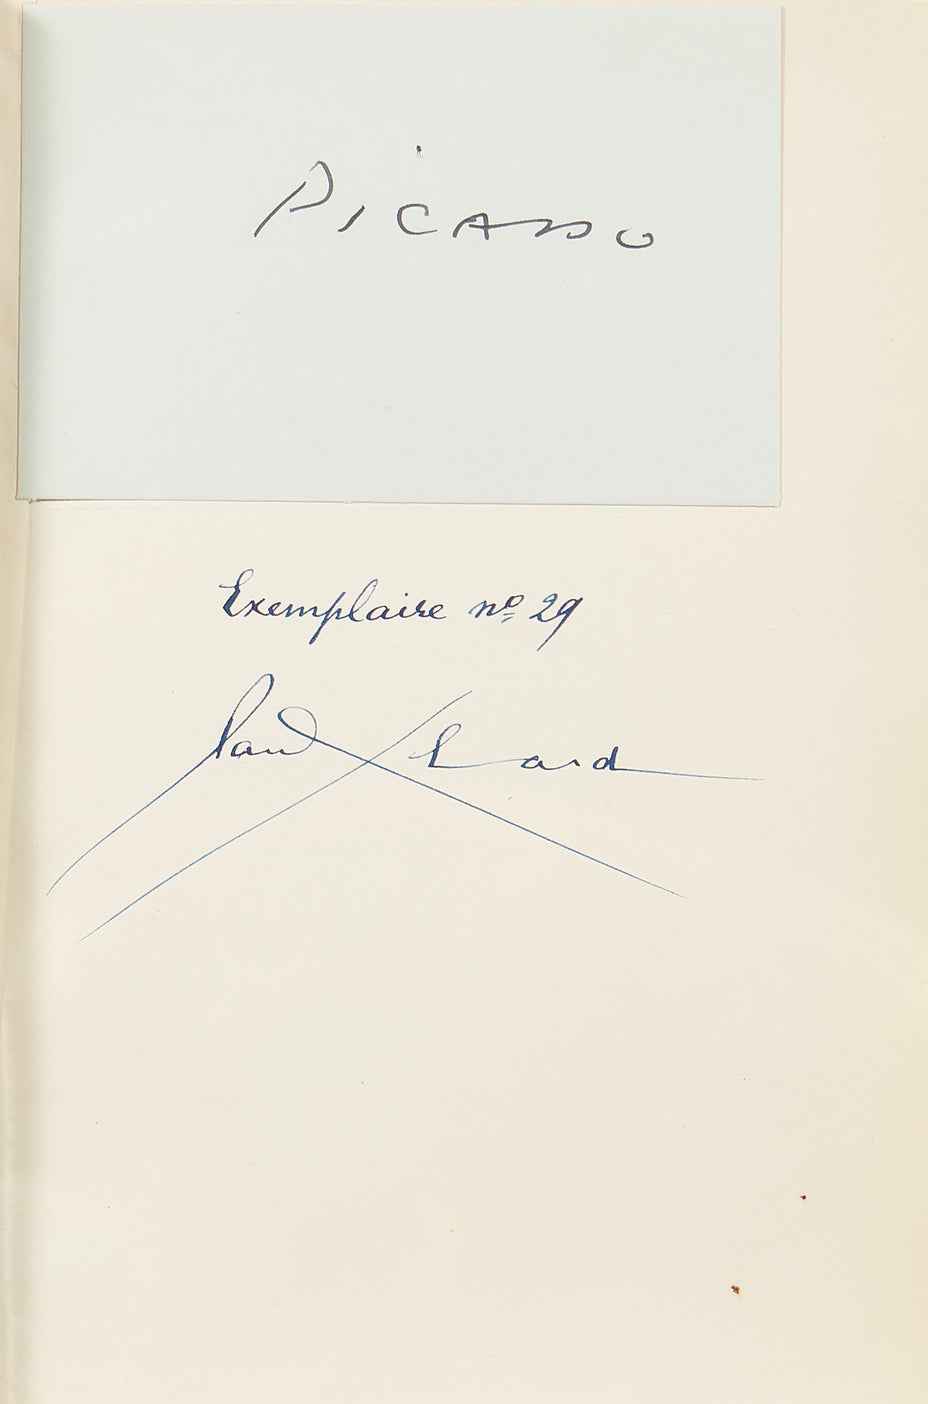 Picasso
Exemplaire nº 29
Paul Eluard